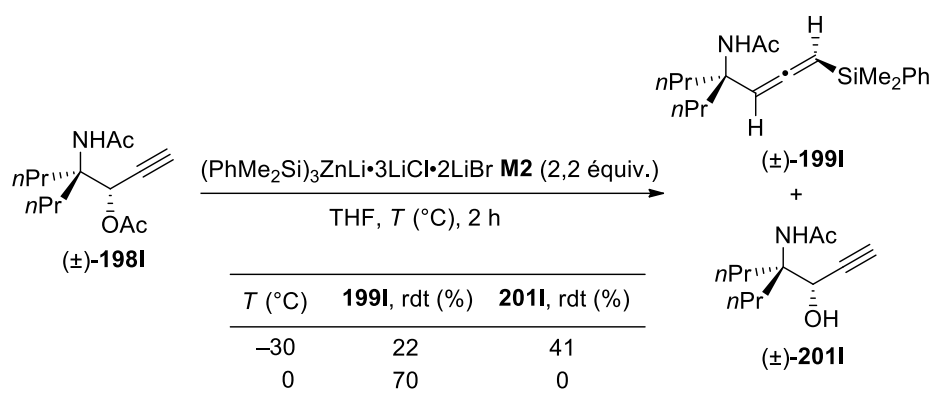 H
NHAc
nPr
nPr
SiMe2Ph
H
(±)-199l
+
NHAc
nPr
nPr
OAc
(±)-198l
(PhMe2Si)3ZnLi•3LiCl•2LiBr M2 (2,2 équiv.)
THF, T (°C), 2 h
T (°C) 199l, rdt (%) 201l, rdt (%)
–30 22 41
0 70 0
NHAc
nPr
nPr
OH
(±)-201l